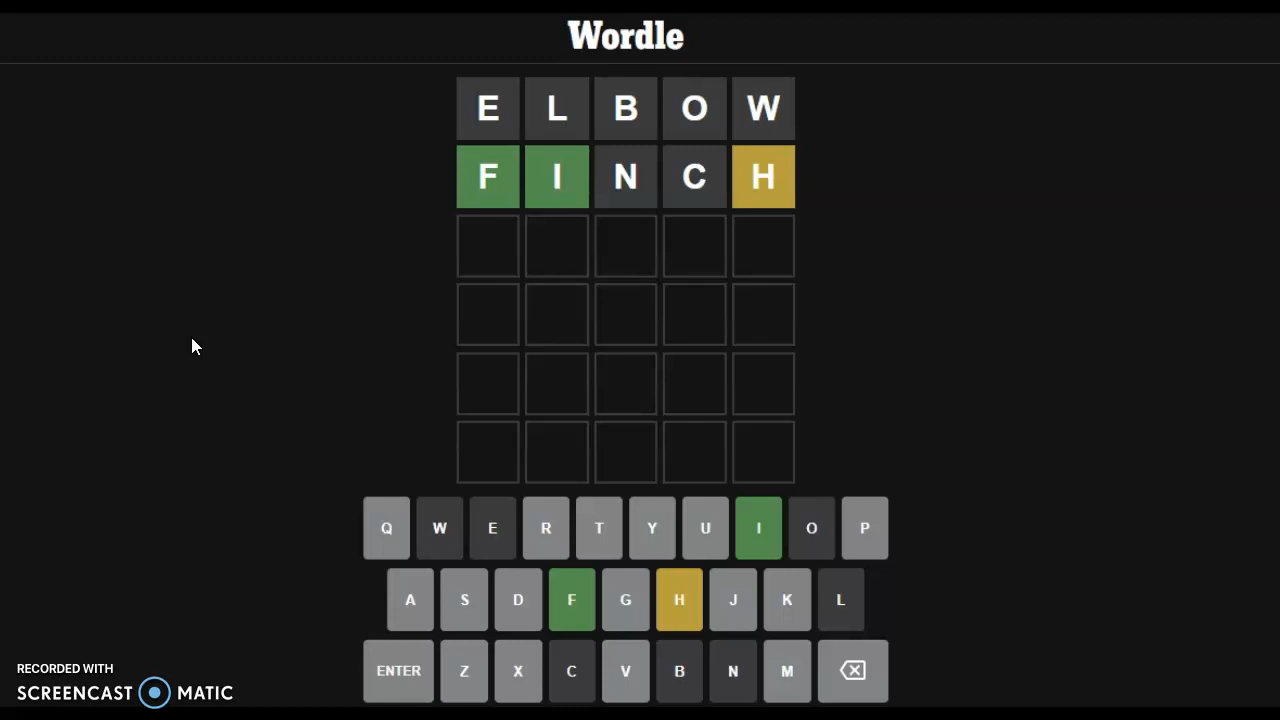 Wordle
E L B O W
F I N C H
Q W E R T Y U I O P
A S D F G H J K L
ENTER Z X C V B N M
RECORDED WITH
SCREENCAST MATIC